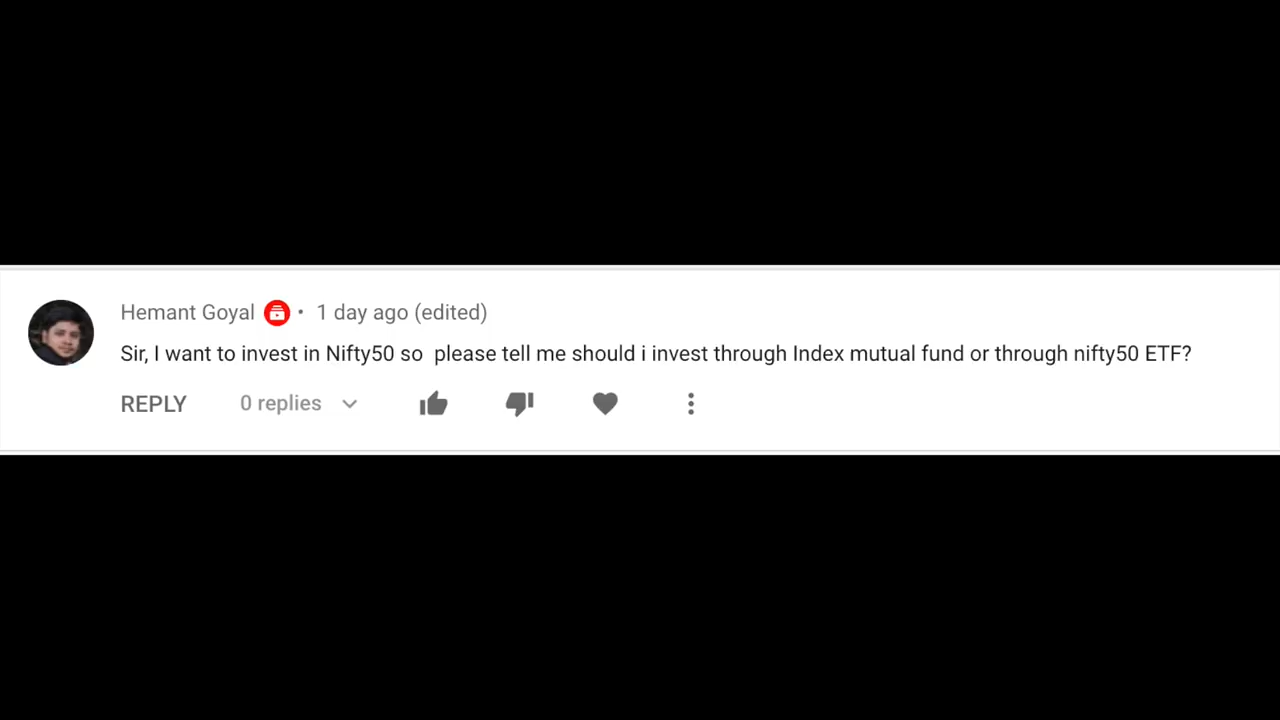 Hemant Goyal • 1 day ago (edited)
Sir, I want to invest in Nifty50 so  please tell me should i invest through Index mutual fund or through nifty50 ETF?
REPLY 0 replies